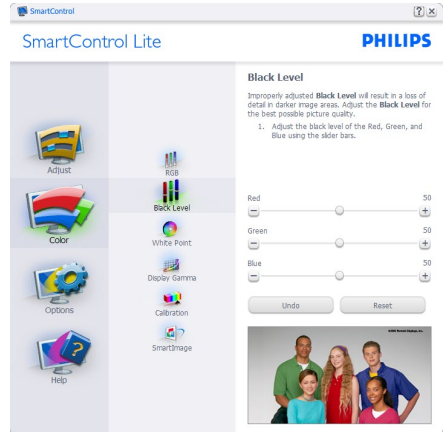 SmartControl
SmartControl Lite
PHILIPS
Adjust
Color
Options
Help
RGB
Black Level
White Point
Display Gamma
Calibration
SmartImage
Black Level
Improperly adjusted Black Level will result in a loss of
detail in darker image areas. Adjust the Black Level for
the best possible picture quality.
1. Adjust the black level of the Red, Green, and
Blue using the slider bars.
Red 50
Green 50
Blue 50
Undo Reset